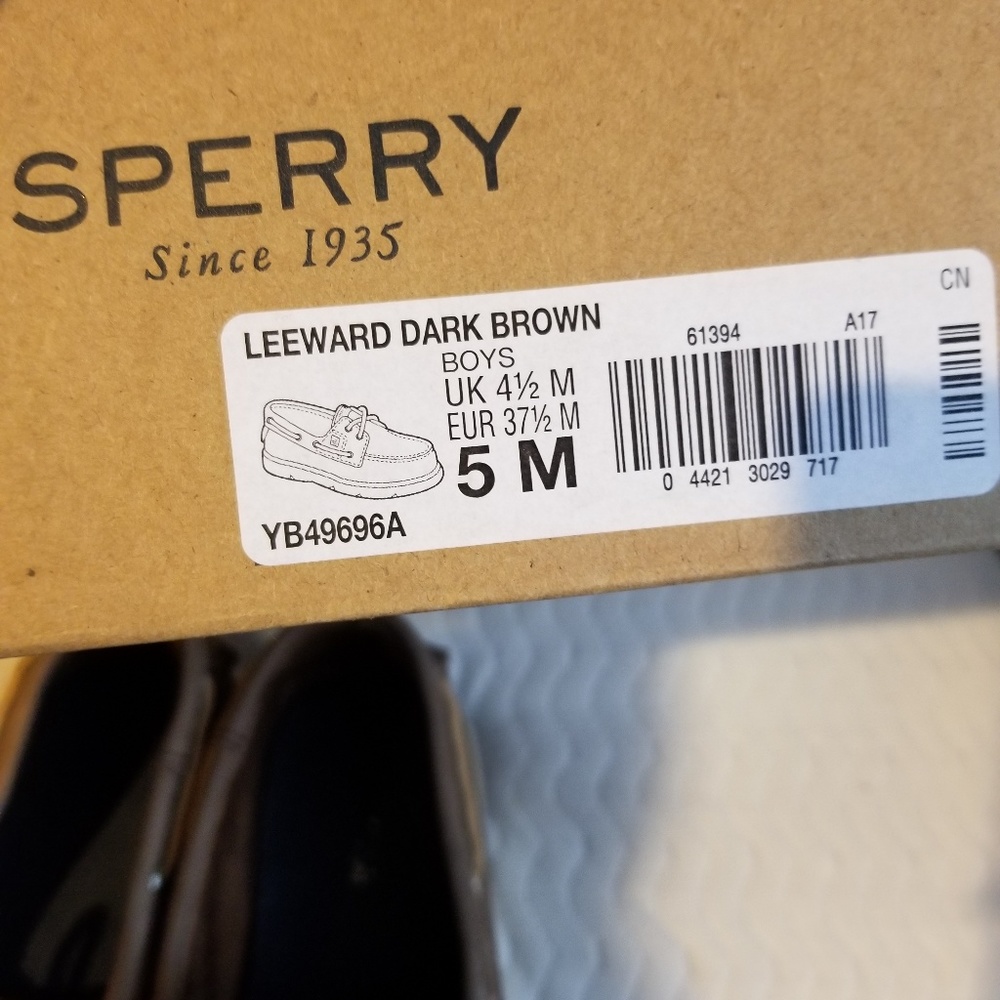 SPERRY
Since 1935
CN
LEEWARD DARK BROWN
61394 A17
BOYS
UK 4½ M
EUR 37½ M
5 M
0 4421 3029 717
YB49696A